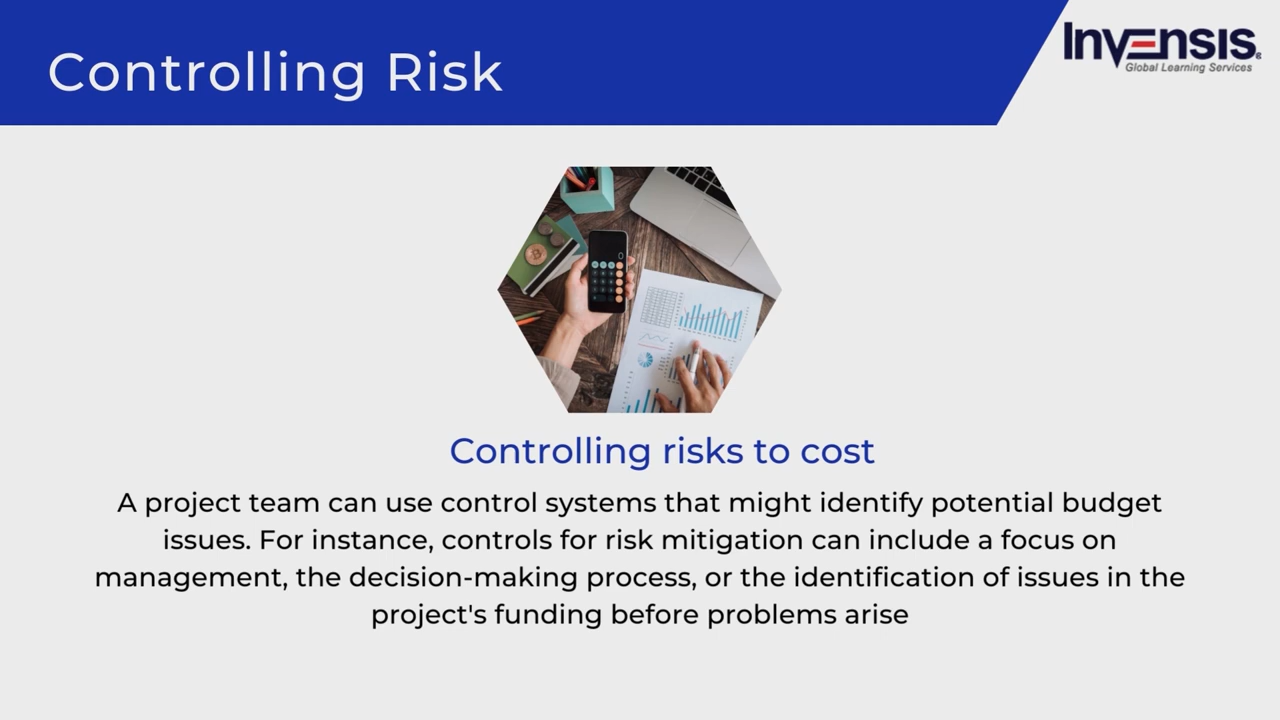 Controlling Risk
Invensis
Global Learning Services
Controlling risks to cost
A project team can use control systems that might identify potential budget
issues. For instance, controls for risk mitigation can include a focus on
management, the decision-making process, or the identification of issues in the
project's funding before problems arise